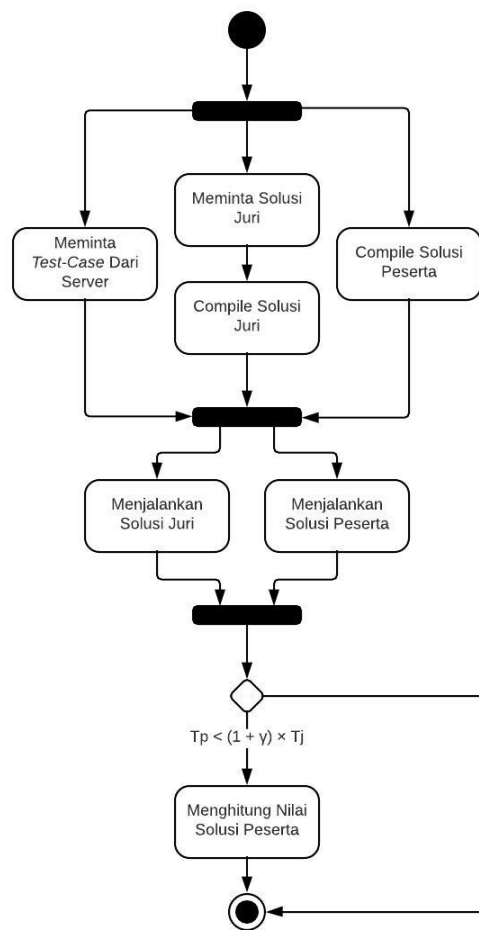 Meminta Solusi
Juri
Meminta
Test-Case Dari
Server
Compile Solusi
Peserta
Compile Solusi
Juri
Menjalankan
Solusi Juri
Menjalankan
Solusi Peserta
Tp < (1 + γ) × Tj
Menghitung Nilai
Solusi Peserta